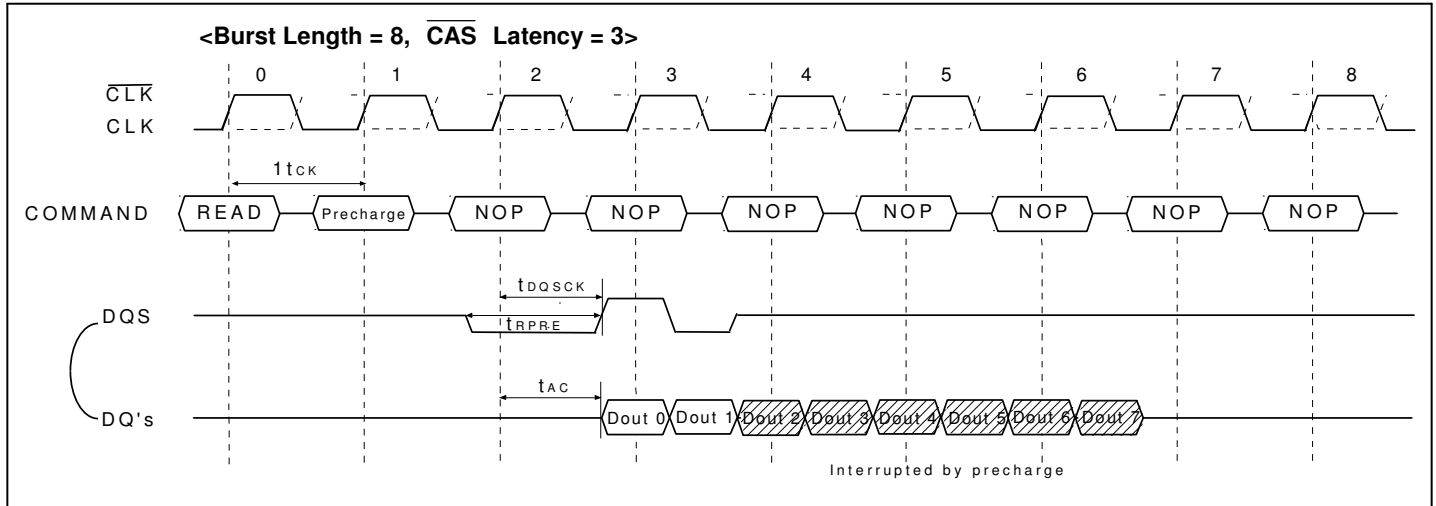 <Burst Length = 8, CAS Latency = 3>
0 1 2 3 4 5 6 7 8
CLK
CLK
1tCK
COMMAND READ Precharge NOP NOP NOP NOP NOP NOP NOP
tDQSCK
DQS
tRPRE
tAC
DQ's Dout 0 Dout 1 Dout 2 Dout 3 Dout 4 Dout 5 Dout 6 Dout 7
Interrupted by precharge